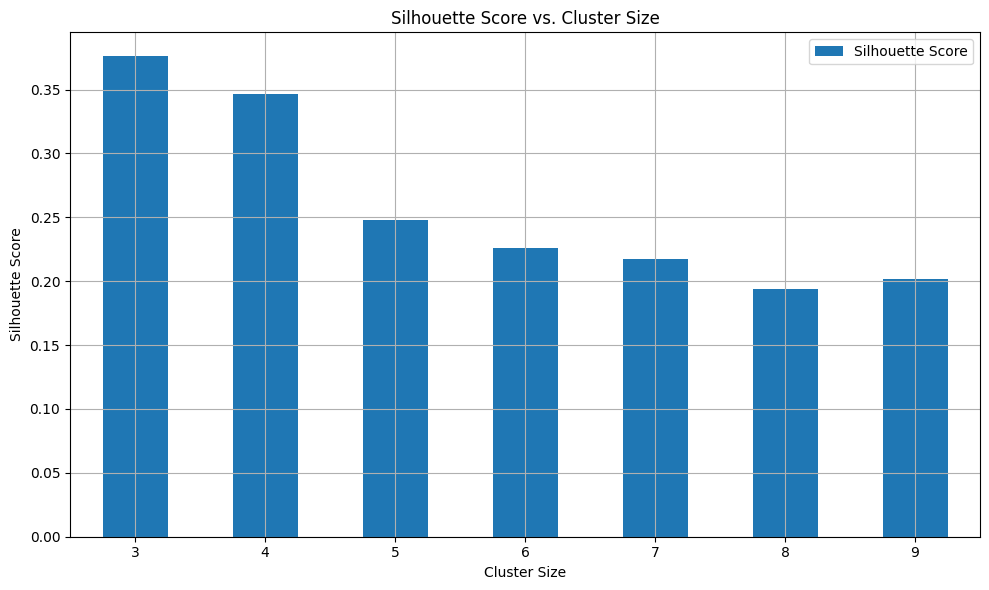 Silhouette Score vs. Cluster Size
Silhouette Score
Silhouette Score
0.35
0.30
0.25
0.20
0.15
0.10
0.05
0.00
3 4 5 6 7 8 9
Cluster Size